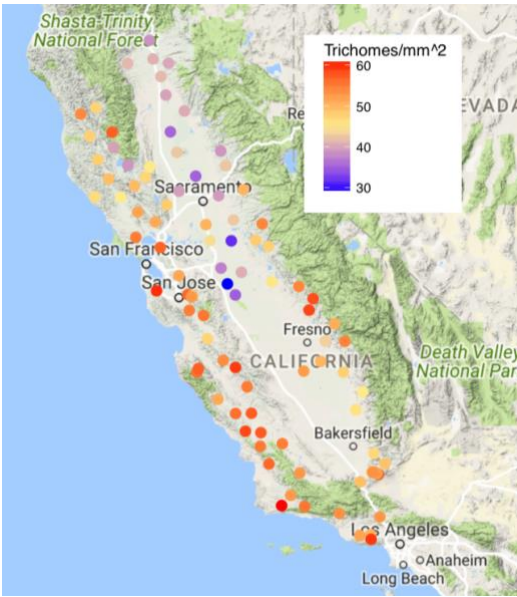 Shasta-Trinity
National Forest
Trichomes/mm^2
60
50
40
30
Re
EVADA
Sacramento
San Francisco
San Jose
Fresno
CALIFORNIA
Death Valley
National Par
Bakersfield
Los Angeles
Anaheim
Long Beach